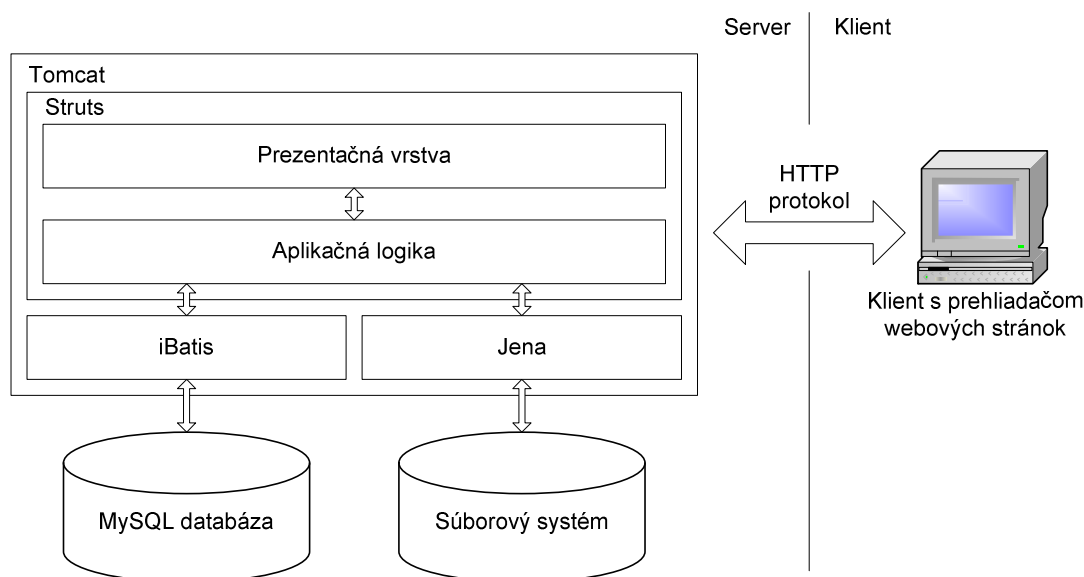 Server
Klient
Tomcat
Struts
Prezentačná vrstva
Aplikačná logika
iBatis
Jena
MySQL databáza
Súborový systém
HTTP
protokol
Klient s prehliadačom
webových stránok